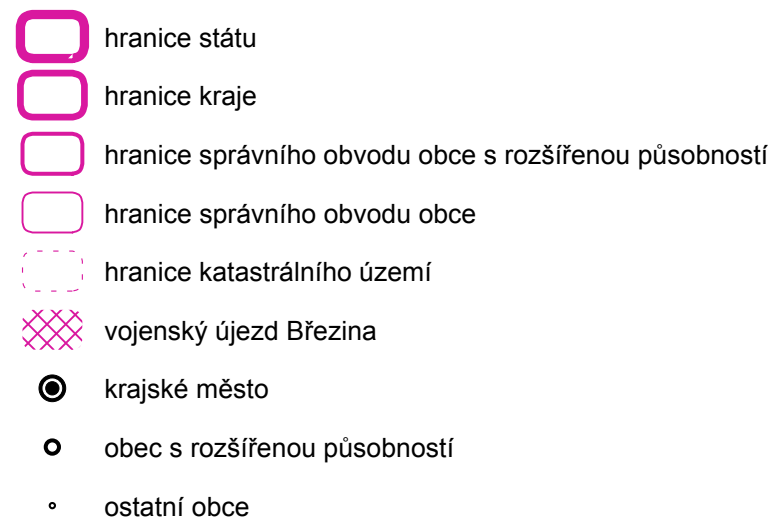 hranice státu
hranice kraje
hranice správního obvodu obce s rozšířenou působností
hranice správního obvodu obce
hranice katastrálního území
vojenský újezd Březina
krajské město
obec s rozšířenou působností
ostatní obce